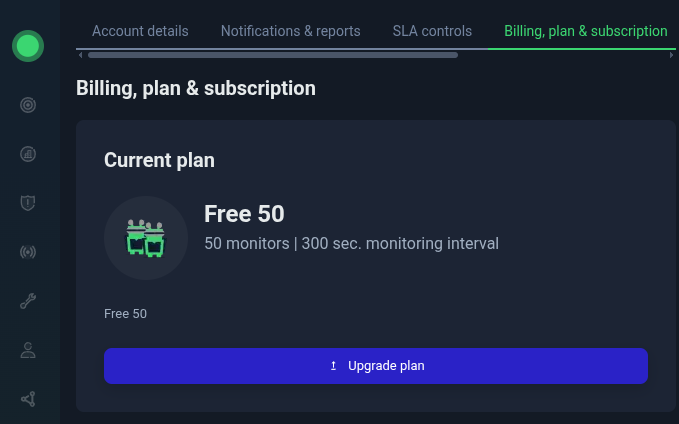 Account details
Notifications & reports
SLA controls
Billing, plan & subscription
Billing, plan & subscription
Current plan
Free 50
50 monitors | 300 sec. monitoring interval
Free 50
Upgrade plan